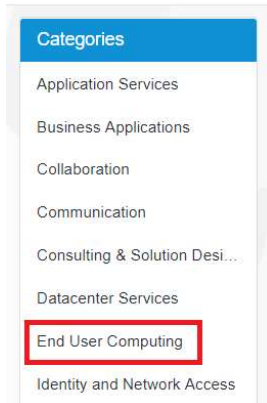 Categories
Application Services
Business Applications
Collaboration
Communication
Consulting & Solution Desi...
Datacenter Services
End User Computing
Identity and Network Access